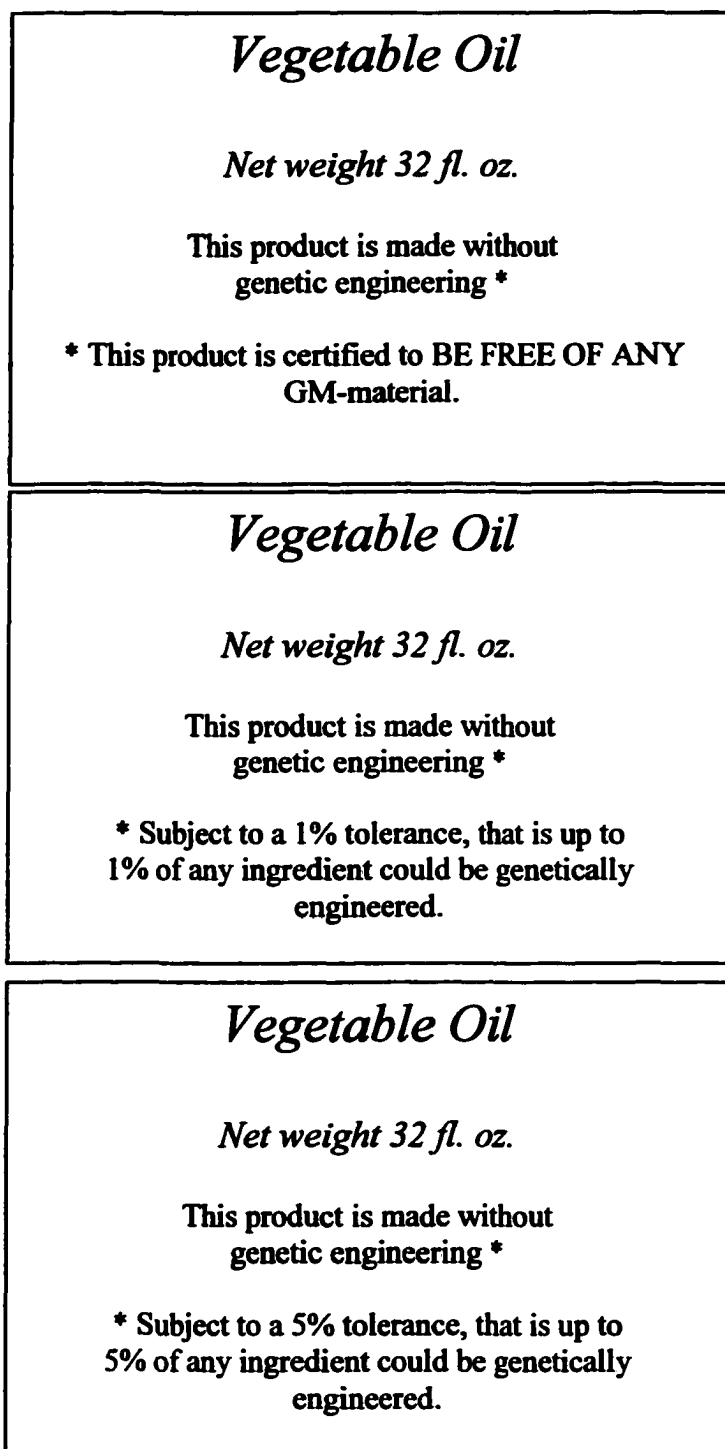 Vegetable Oil
Net weight 32 fl. oz.
This product is made without
genetic engineering *
* This product is certified to BE FREE OF ANY
GM-material.
Vegetable Oil
Net weight 32 fl. oz.
This product is made without
genetic engineering *
* Subject to a 1% tolerance, that is up to
1% of any ingredient could be genetically
engineered.
Vegetable Oil
Net weight 32 fl. oz.
This product is made without
genetic engineering *
* Subject to a 5% tolerance, that is up to
5% of any ingredient could be genetically
engineered.